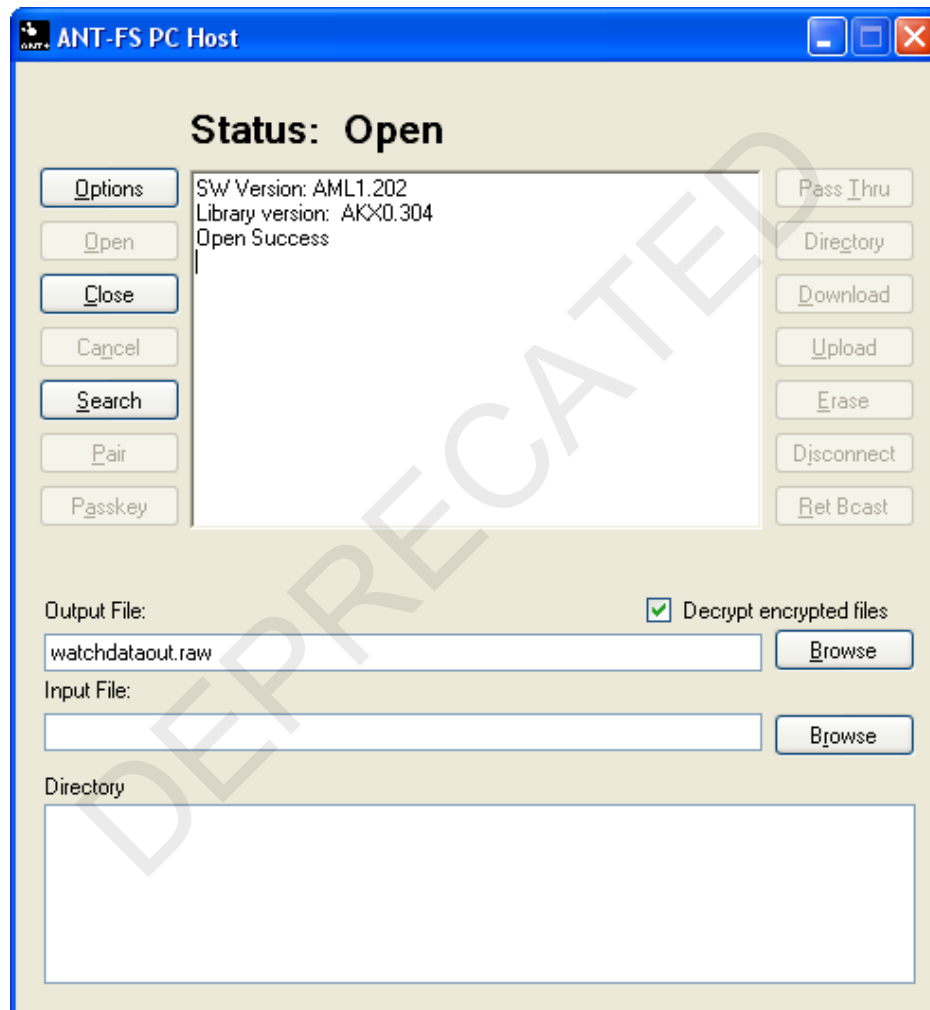 ANT+ ANT-FS PC Host
Status: Open
Options
Open
Close
Cancel
Search
Pair
Passkey
SW Version: AML1.202
Library version: AKX0.304
Open Success
Pass Thru
Directory
Download
Upload
Erase
Disconnect
Ret Bcast
Output File:
Decrypt encrypted files
watchdataout.raw
Browse
Input File:
Browse
Directory
DEPRECATED